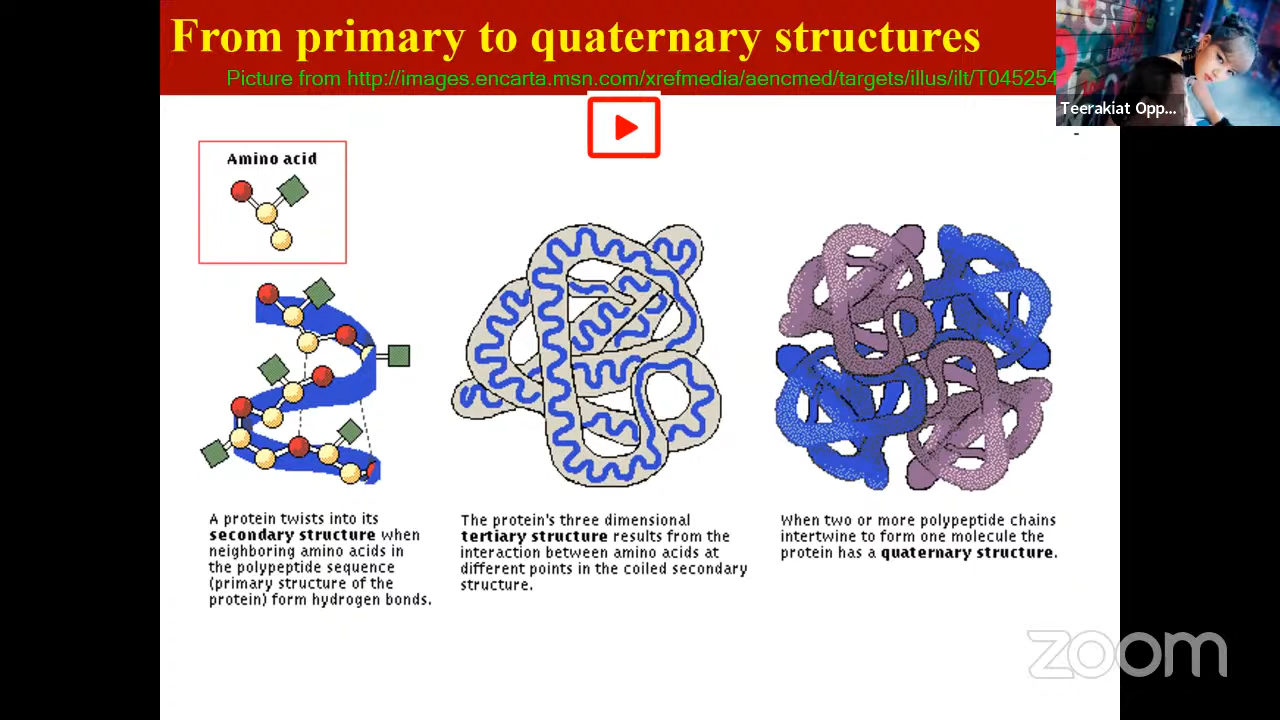 From primary to quaternary structures
Picture from http://images.encarta.msn.com/xrefmedia/aencmed/targets/illus/ilt/T045254
Teerakiat Opp...
Amino acid
A protein twists into its
secondary structure when
neighboring amino acids in
the polypeptide sequence
(primary structure of the
protein) form hydrogen bonds.
The protein's three dimensional
tertiary structure results from the
interaction between amino acids at
different points in the coiled secondary
structure.
When two or more polypeptide chains
intertwine to form one molecule the
protein has a quaternary structure.
zoom